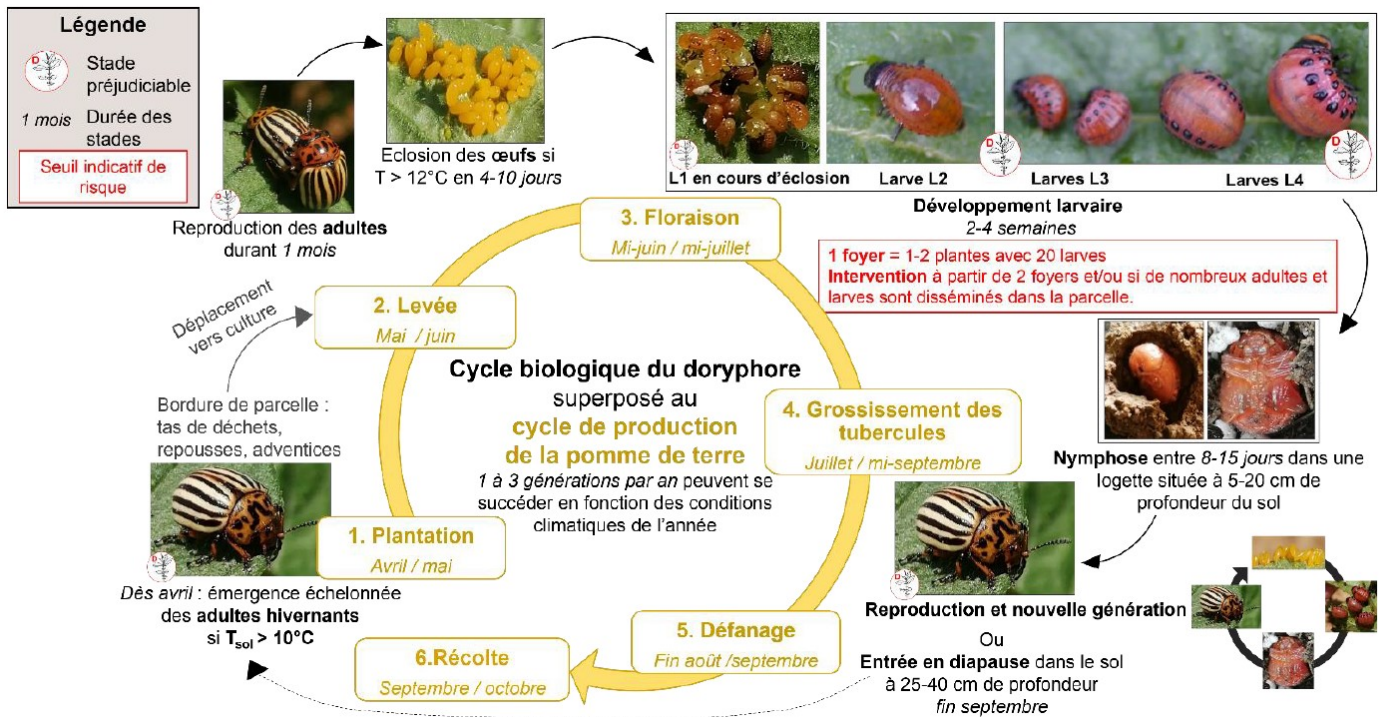 Légende
D
Stade
préjudiciable
1 mois
Durée des
stades
Seuil indicatif de
risque
D
Reproduction des adultes
durant 1 mois
Eclosion des œufs si
T > 12°C en 4-10 jours
D
D
D
L1 en cours d'éclosion
Larve L2
Larves L3
Larves L4
Développement larvaire
2-4 semaines
1 foyer = 1-2 plantes avec 20 larves
Intervention à partir de 2 foyers et/ou si de nombreux adultes et
larves sont disséminés dans la parcelle.
3. Floraison
Mi-juin / mi-juillet
Déplacement
vers culture
2. Levée
Mai / juin
Cycle biologique du doryphore
superposé au
cycle de production
de la pomme de terre
1 à 3 générations par an peuvent se
succéder en fonction des conditions
climatiques de l'année
4. Grossissement des
tubercules
Juillet / mi-septembre
Nymphose entre 8-15 jours dans une
logette située à 5-20 cm de
profondeur du sol
Bordure de parcelle :
tas de déchets,
repousses, adventices
D
1. Plantation
Avril / mai
Dès avril : émergence échelonnée
des adultes hivernants
si Tsol > 10°C
D
Reproduction et nouvelle génération
Ou
Entrée en diapause dans le sol
à 25-40 cm de profondeur
fin septembre
5. Défanage
Fin août /septembre
6.Récolte
Septembre / octobre